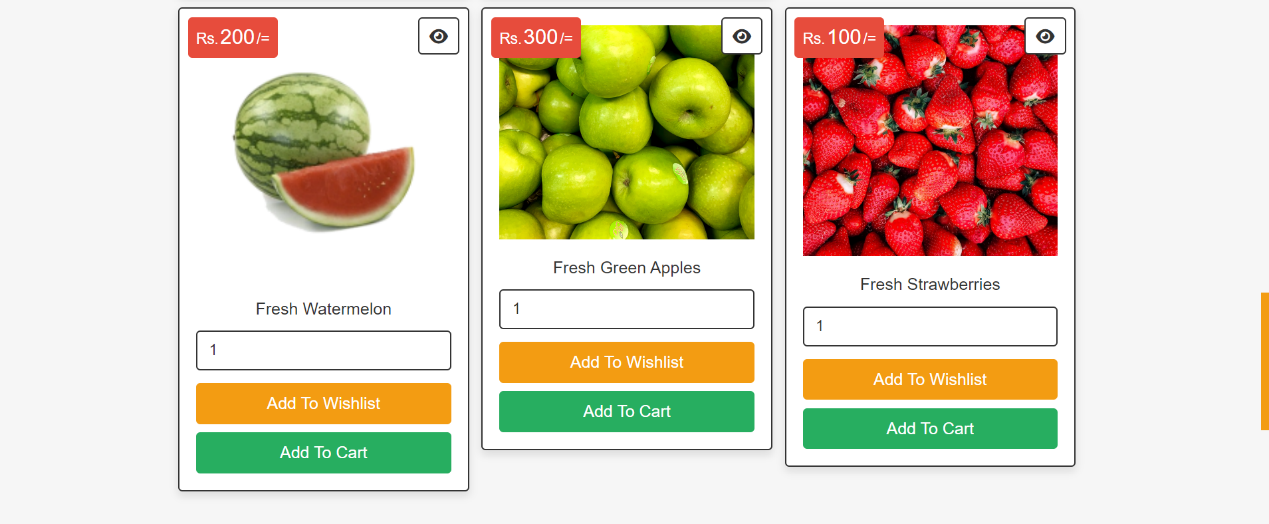 Rs.200/=
Fresh Watermelon
1
Add To Wishlist
Add To Cart
Rs.300/=
Fresh Green Apples
1
Add To Wishlist
Add To Cart
Rs.100/=
Fresh Strawberries
1
Add To Wishlist
Add To Cart